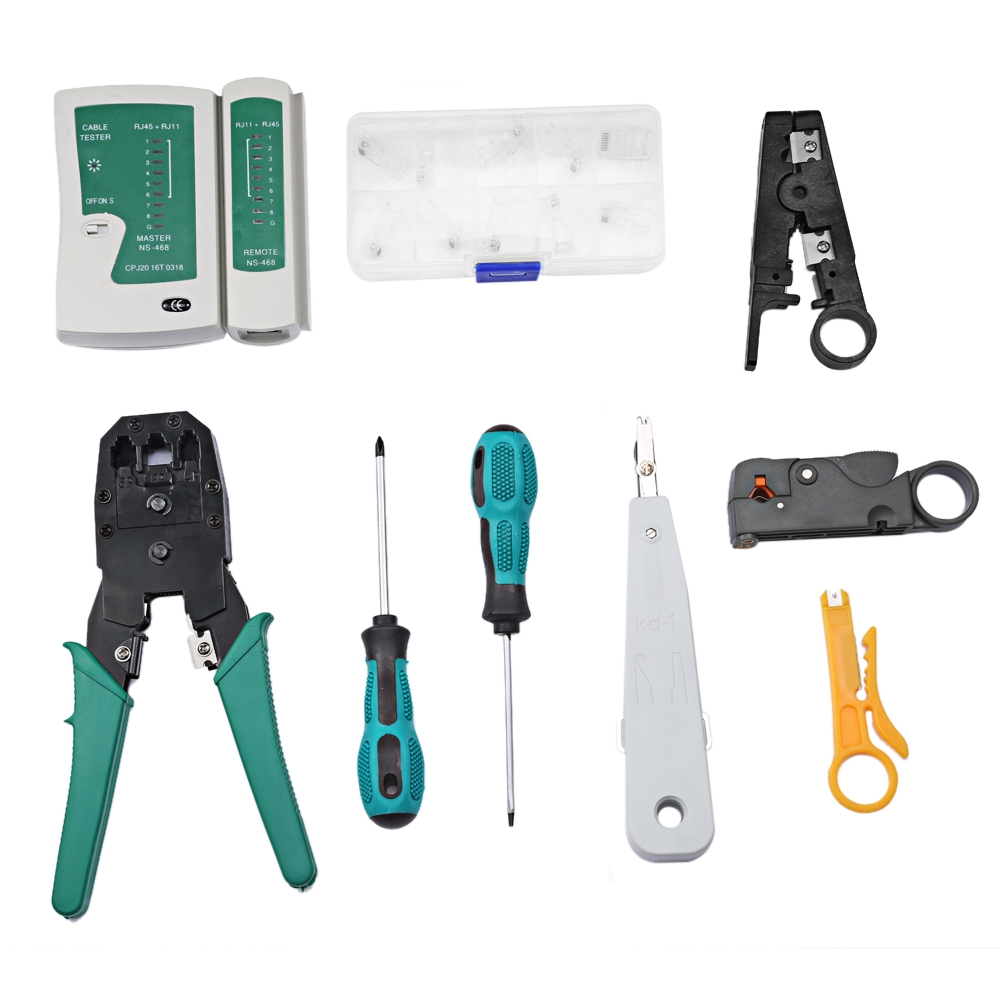 CABLE
TESTER
RJ45 + RJ11
1
2
3
4
5
6
7
8
G
OFF ON S
MASTER
NS-468
CPJ20 16T 0318
CE
RJ11 + RJ45
1
2
3
4
5
6
7
8
G
REMOTE
NS-468
kd-1